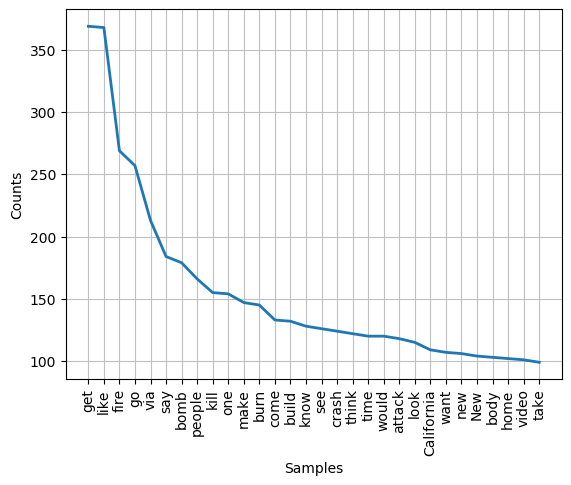 350
300
250
200
150
100
Counts
get
like
fire
go
via
say
bomb
people
kill
one
make
burn
come
build
know
see
crash
think
time
would
attack
look
California
want
new
New
body
home
video
take
Samples